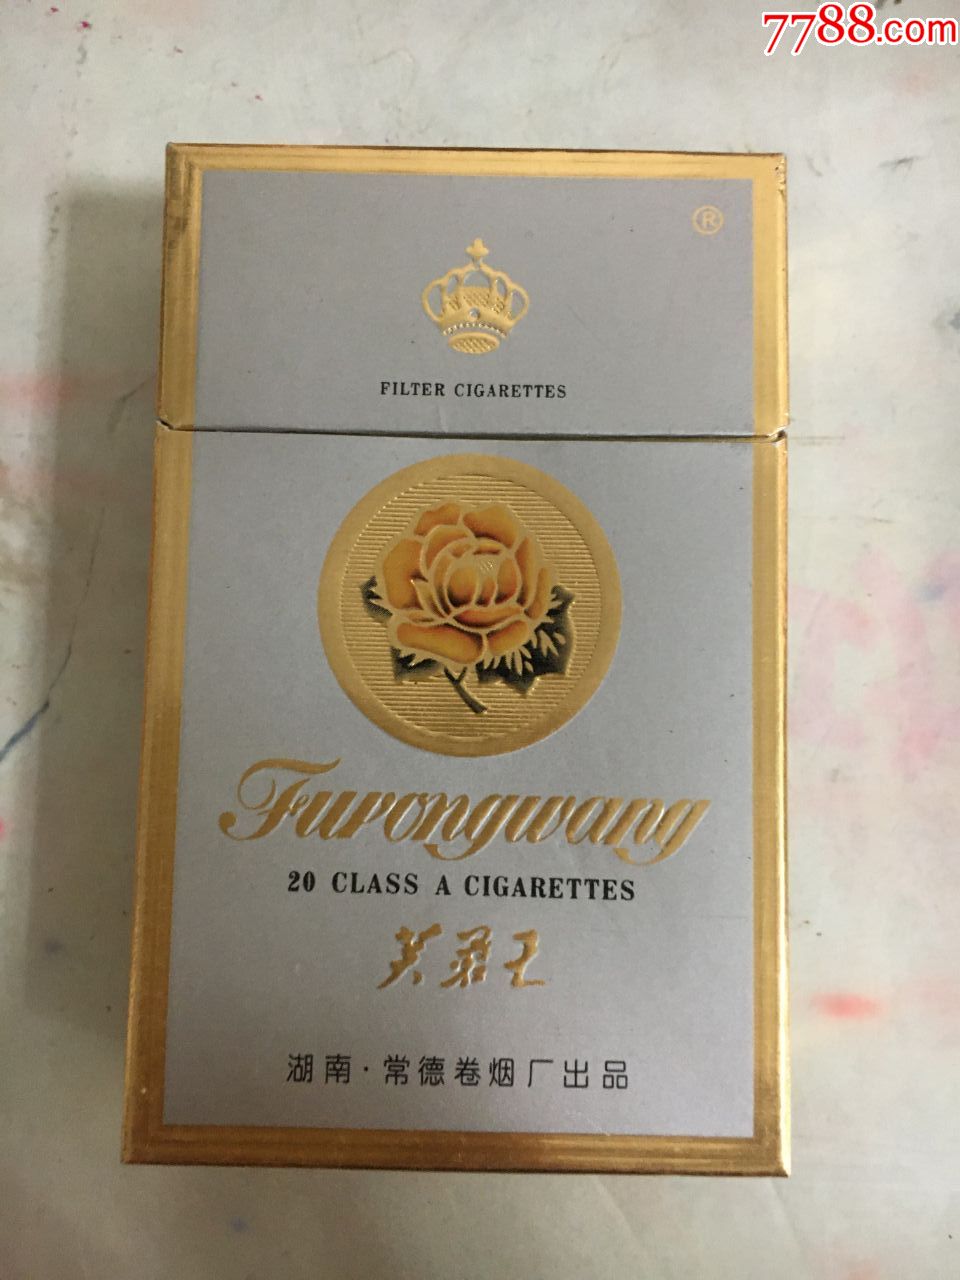 7788.com
®
FILTER CIGARETTES
Furongwang
20 CLASS A CIGARETTES
芙蓉王
湖南·常德卷烟厂出品